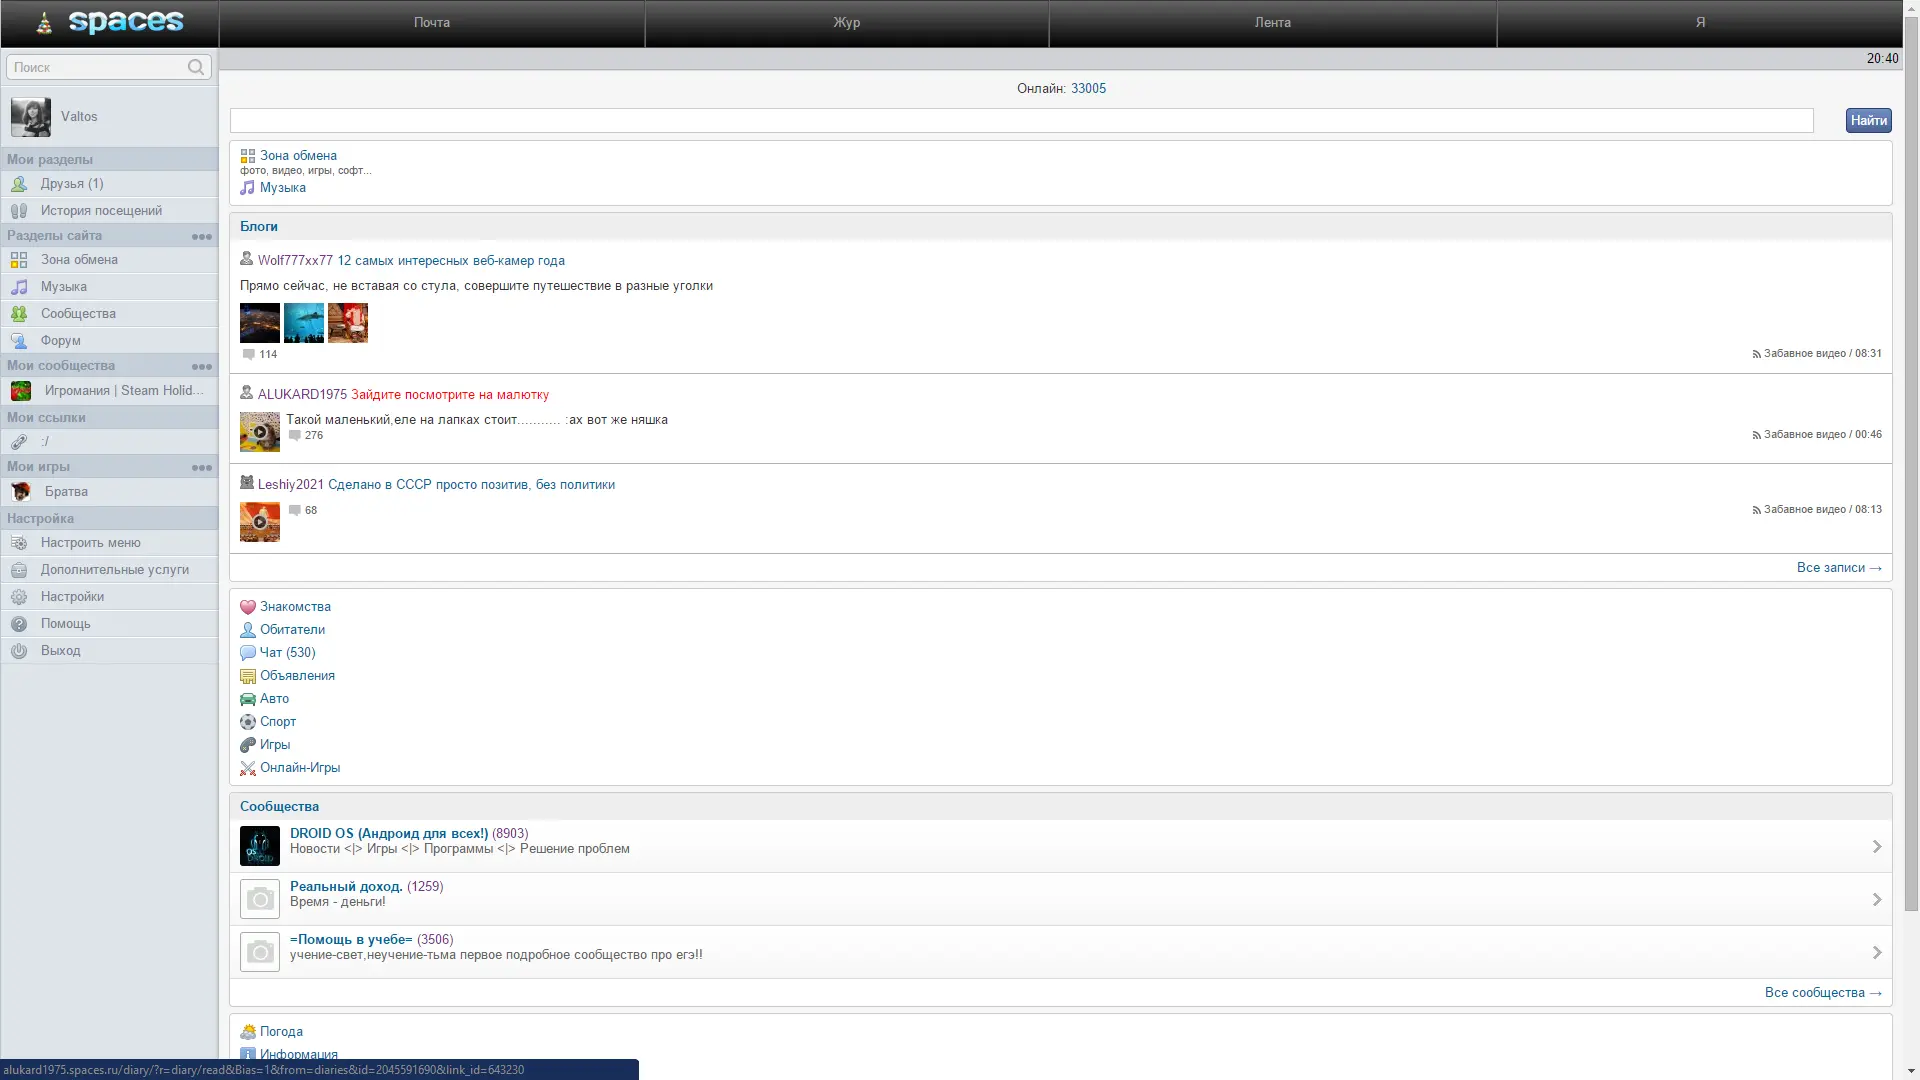 spaces
Почта
Жур
Лента
Я
20:40
Поиск
Valtos
Мои разделы
Друзья (1)
История посещений
Разделы сайта
Зона обмена
Музыка
Сообщества
Форум
Мои сообщества
Игромания | Steam Holid...
Мои ссылки
:/
Мои игры
Братва
Настройка
Настроить меню
Дополнительные услуги
Настройки
Помощь
Выход
Онлайн: 33005
Найти
Зона обмена
фото, видео, игры, софт...
Музыка
Блоги
Wolf777xx77 12 самых интересных веб-камер года
Прямо сейчас, не вставая со стула, совершите путешествие в разные уголки
114
Забавное видео / 08:31
ALUKARD1975 Зайдите посмотрите на малютку
Такой маленький,еле на лапках стоит........... :ах вот же няшка
276
Забавное видео / 00:46
Leshiy2021 Сделано в СССР просто позитив, без политики
68
Забавное видео / 08:13
Все записи →
Знакомства
Обитатели
Чат (530)
Объявления
Авто
Спорт
Игры
Онлайн-Игры
Сообщества
DROID OS (Андроид для всех!) (8903)
Новости <|> Игры <|> Программы <|> Решение проблем
Реальный доход. (1259)
Время - деньги!
=Помощь в учебе= (3506)
учение-свет,неучение-тьма первое подробное сообщество про егэ!!
Все сообщества →
Погода
Информация
alukard1975.spaces.ru/diary/?r=diary/read&Bias=1&from=diaries&id=2045591690&link_id=643230